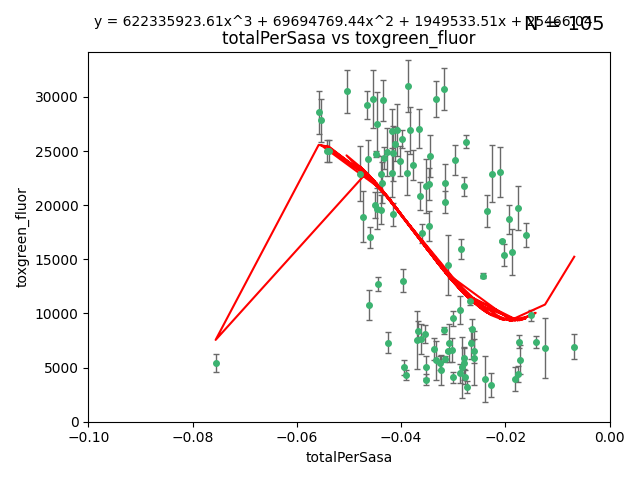 y = 622335923.61x^3 + 69694769.44x^2 + 1949533.51x + 25466.04
N = 105
totalPerSasa vs toxgreen_fluor
toxgreen_fluor
30000
25000
20000
15000
10000
5000
0
−0.10
−0.08
−0.06
−0.04
−0.02
0.00
totalPerSasa